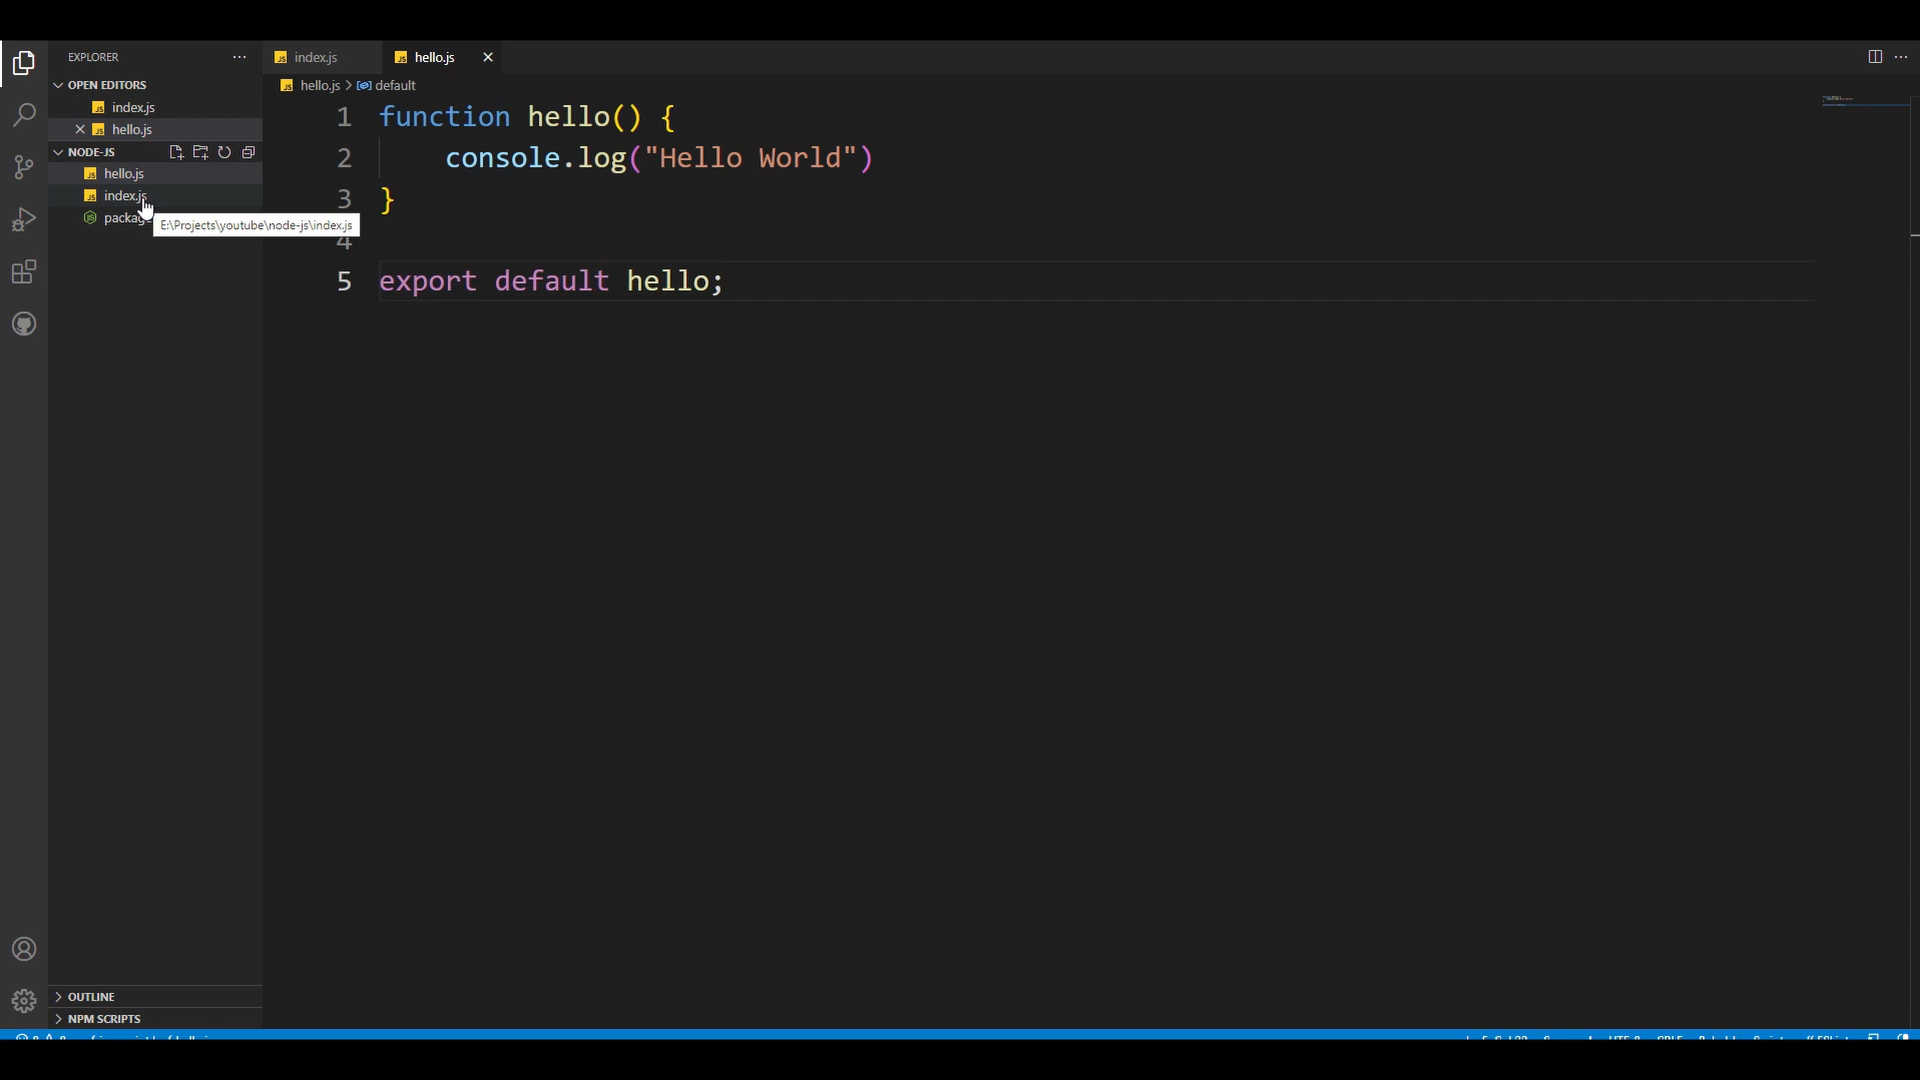 EXPLORER
OPEN EDITORS
index.js
hello.js
NODE-JS
hello.js
index.js
E:\Projects\youtube\node-js\index.js
OUTLINE
NPM SCRIPTS
index.js
hello.js
hello.js > default
1 function hello() {
2 console.log("Hello World")
3 }
4
5 export default hello;